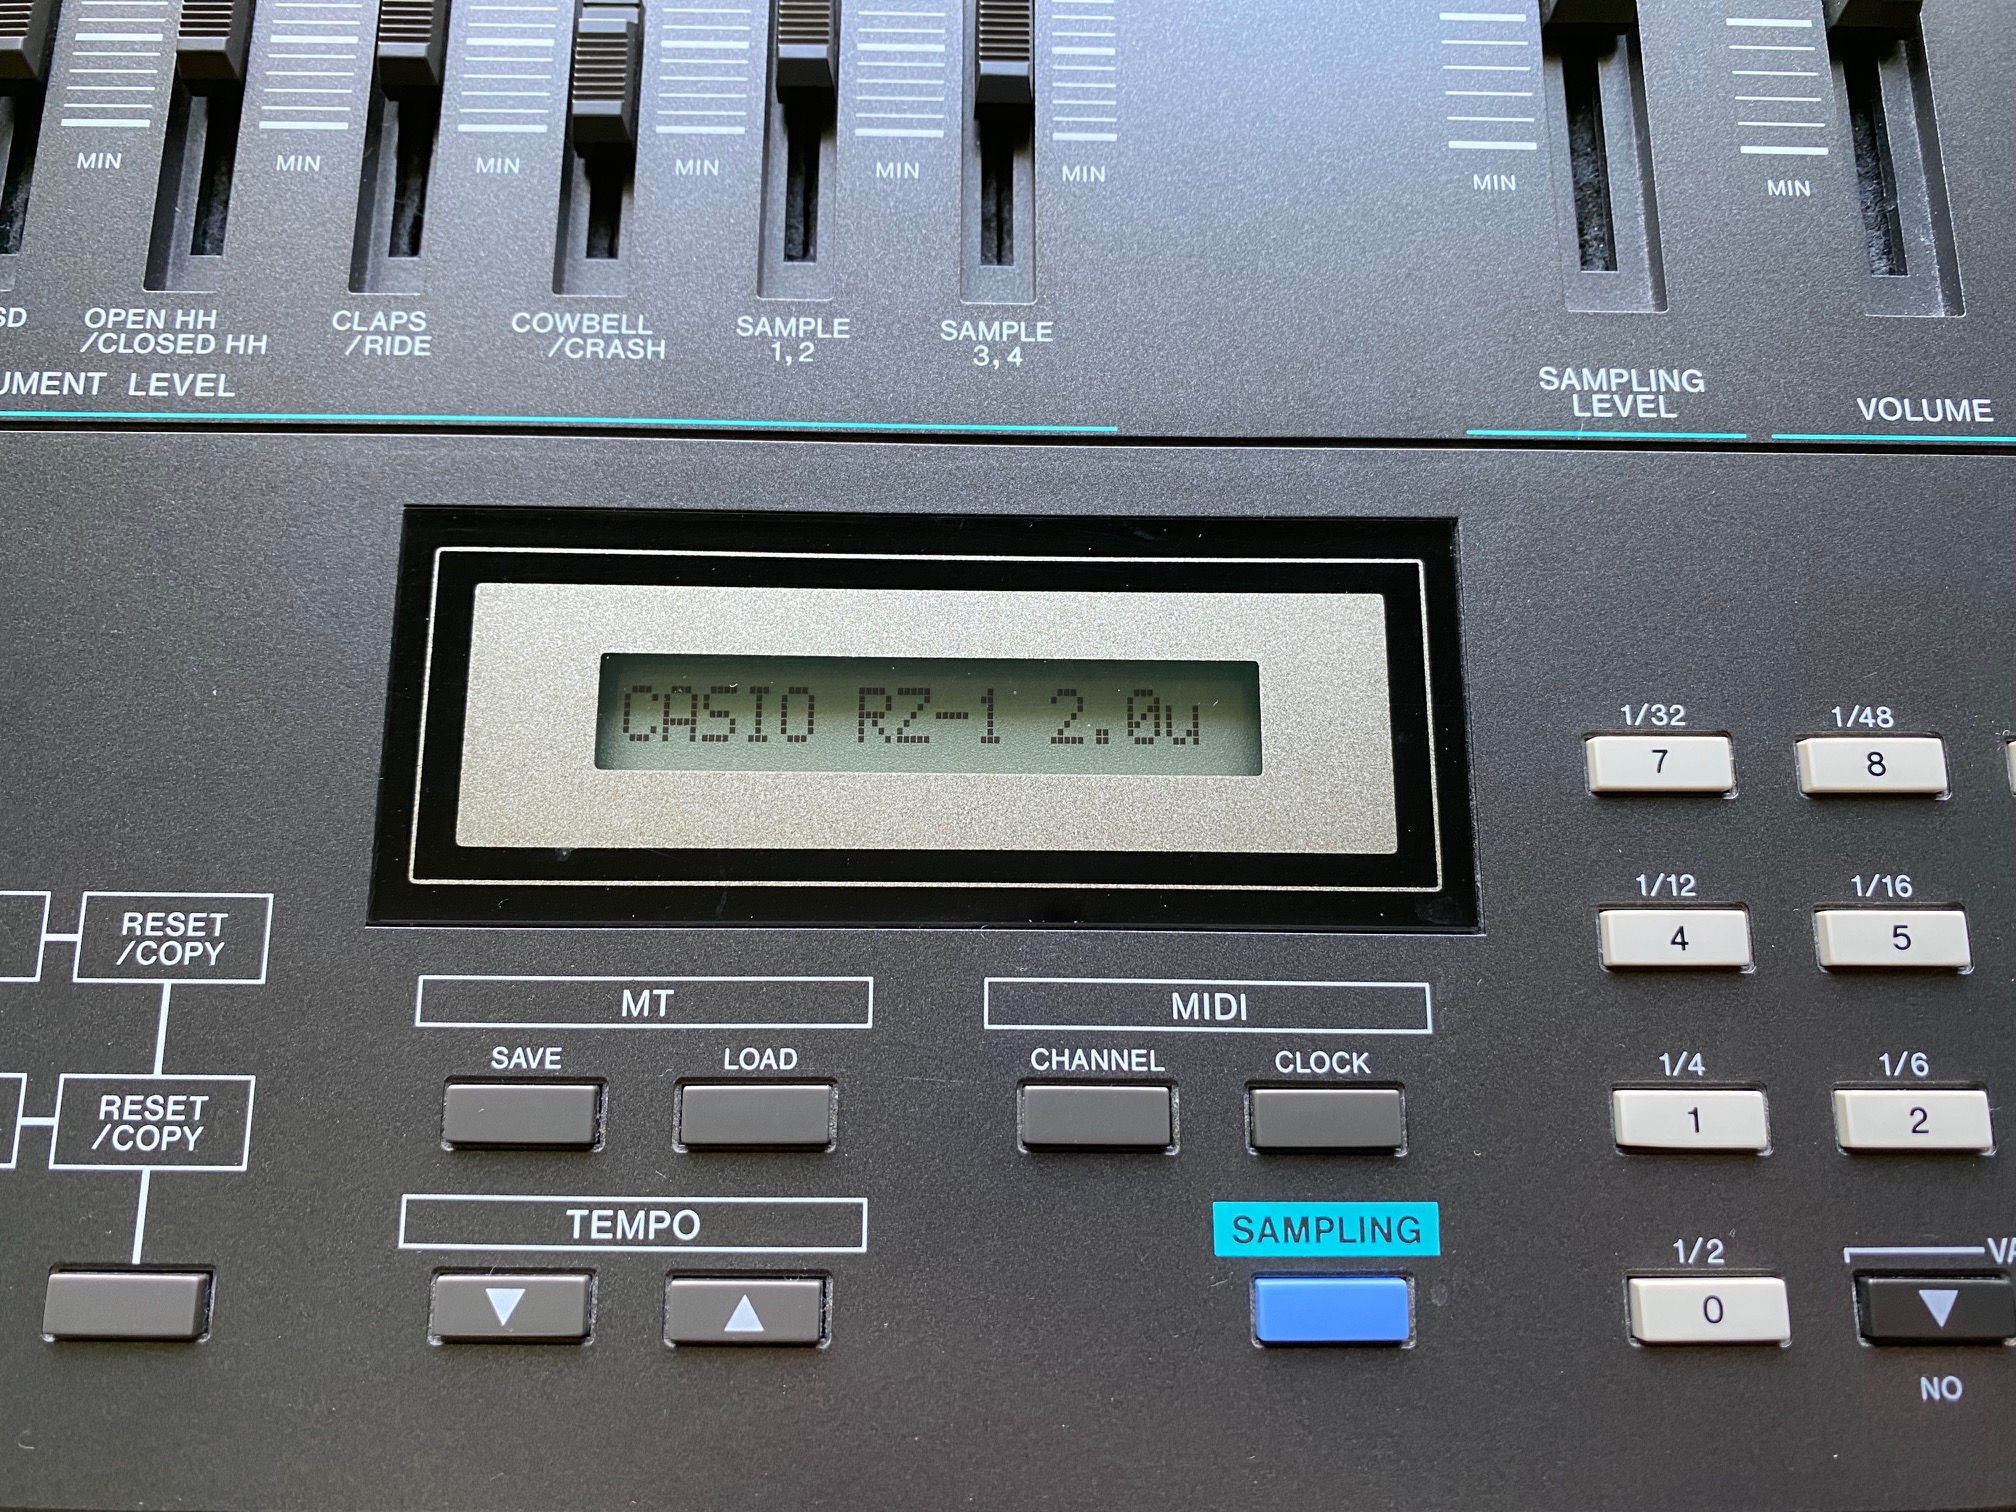 MIN MIN MIN MIN MIN MIN MIN MIN
SD
OPEN HH
/CLOSED HH
CLAPS
/RIDE
COWBELL
/CRASH
SAMPLE
1,2
SAMPLE
3,4
UMENT LEVEL
SAMPLING
LEVEL
VOLUME
CASIO RZ-1 2.0u
1/32 1/48
7 8
RESET
/COPY
1/12 1/16
4 5
MT
MIDI
SAVE LOAD CHANNEL CLOCK
1/4 1/6
1 2
RESET
/COPY
TEMPO
SAMPLING
1/2
0
VA
NO